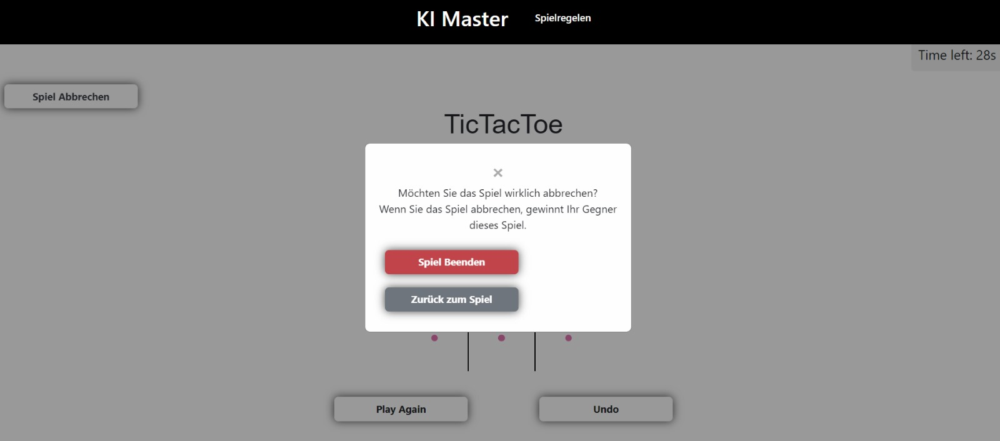 KI Master
Spielregelen
Time left: 28s
Spiel Abbrechen
TicTacToe
×
Möchten Sie das Spiel wirklich abbrechen?
Wenn Sie das Spiel abbrechen, gewinnt Ihr Gegner
dieses Spiel.
Spiel Beenden
Zurück zum Spiel
Play Again
Undo